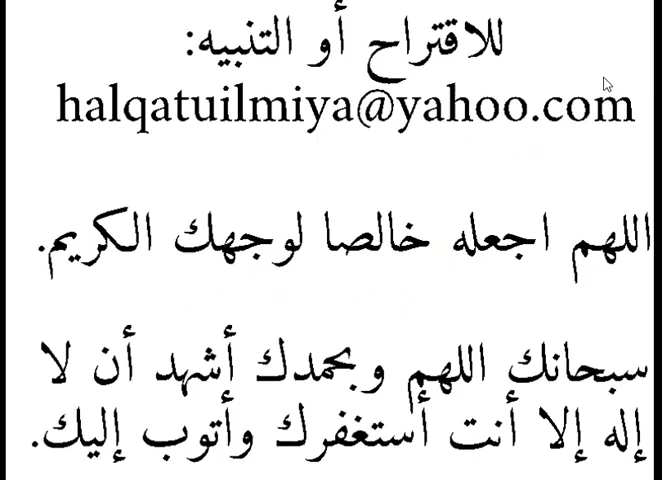 للاقتراح أو التنبيه:
halqatuilmiya@yahoo.com
اللهم اجعله خالصا لوجهك الكريم.
سبحانك اللهم وبحمدك أشهد أن لا
إله إلا أنت أستغفرك وأتوب إليك.